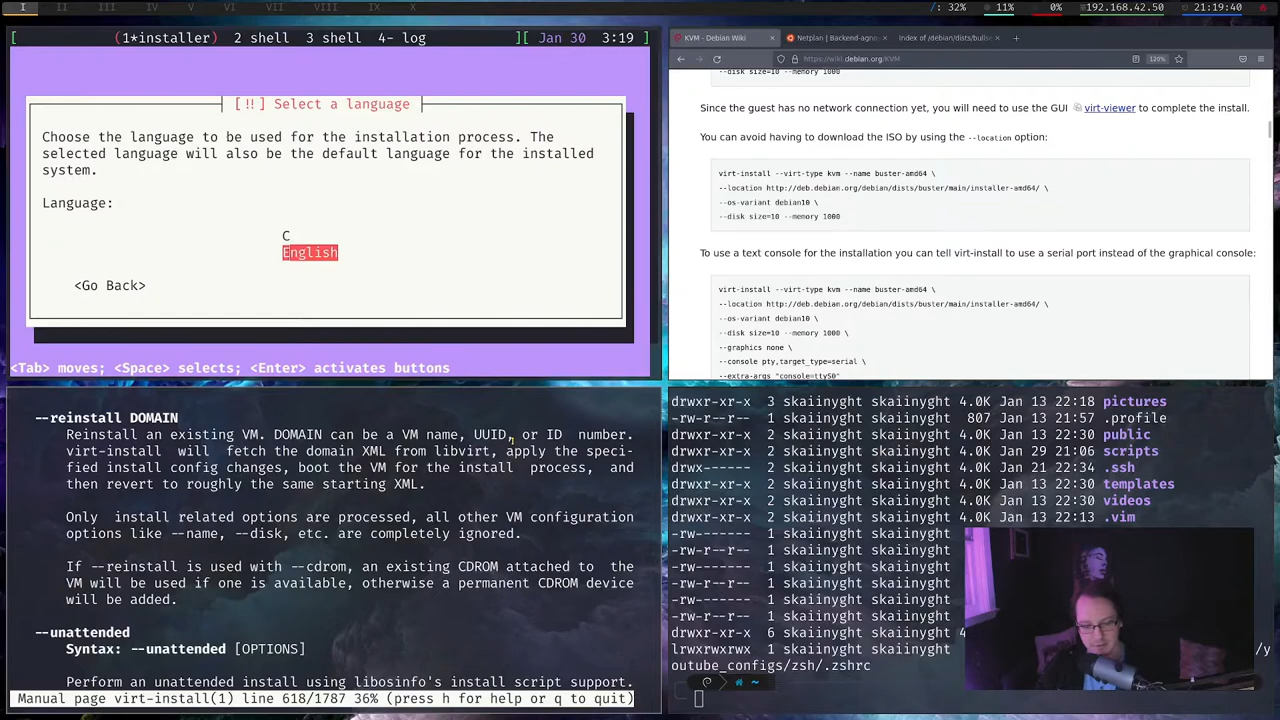 I II III IV V VI VII VIII IX X /: 32% 11% 0% 192.168.42.50 21:19:40
[ (1*installer) 2 shell 3 shell 4- log ][ Jan 30 3:19 ]
[!!] Select a language
Choose the language to be used for the installation process. The
selected language will also be the default language for the installed
system.
Language:
C
English
<Go Back>
<Tab> moves; <Space> selects; <Enter> activates buttons
KVM - Debian Wiki × Netplan | Backend-agno × Index of /debian/dists/bulls × +
https://wiki.debian.org/KVM 120%
--disk size=10 --memory 1000
Since the guest has no network connection yet, you will need to use the GUI virt-viewer to complete the install.
You can avoid having to download the ISO by using the --location option:
virt-install --virt-type kvm --name buster-amd64 \
--location http://deb.debian.org/debian/dists/buster/main/installer-amd64/ \
--os-variant debian10 \
--disk size=10 --memory 1000
To use a text console for the installation you can tell virt-install to use a serial port instead of the graphical console:
virt-install --virt-type kvm --name buster-amd64 \
--location http://deb.debian.org/debian/dists/buster/main/installer-amd64/ \
--os-variant debian10 \
--disk size=10 --memory 1000 \
--graphics none \
--console pty,target_type=serial \
--extra-args "console=ttyS0"
--reinstall DOMAIN
Reinstall an existing VM. DOMAIN can be a VM name, UUID, or ID number.
virt-install will fetch the domain XML from libvirt, apply the speci-
fied install config changes, boot the VM for the install process, and
then revert to roughly the same starting XML.
Only install related options are processed, all other VM configuration
options like --name, --disk, etc. are completely ignored.
If --reinstall is used with --cdrom, an existing CDROM attached to the
VM will be used if one is available, otherwise a permanent CDROM device
will be added.
--unattended
Syntax: --unattended [OPTIONS]
Perform an unattended install using libosinfo's install script support.
Manual page virt-install(1) line 618/1787 36% (press h for help or q to quit)
drwxr-xr-x 3 skaiinyght skaiinyght 4.0K Jan 13 22:18 pictures
-rw-r--r-- 1 skaiinyght skaiinyght 807 Jan 13 21:57 .profile
drwxr-xr-x 2 skaiinyght skaiinyght 4.0K Jan 13 22:30 public
drwxr-xr-x 2 skaiinyght skaiinyght 4.0K Jan 29 21:06 scripts
drwx------ 2 skaiinyght skaiinyght 4.0K Jan 21 22:34 .ssh
drwxr-xr-x 2 skaiinyght skaiinyght 4.0K Jan 13 22:30 templates
drwxr-xr-x 2 skaiinyght skaiinyght 4.0K Jan 13 22:30 videos
drwxr-xr-x 2 skaiinyght skaiinyght 4.0K Jan 13 22:13 .vim
-rw------- 1 skaiinyght skaiinyght
-rw-r--r-- 1 skaiinyght skaiinyght
-rw------- 1 skaiinyght skaiinyght
-rw-r--r-- 1 skaiinyght skaiinyght
-rw------- 1 skaiinyght skaiinyght
-rw-r--r-- 1 skaiinyght skaiinyght
drwxr-xr-x 6 skaiinyght skaiinyght 4
lrwxrwxrwx 1 skaiinyght skaiinyght /y
outube_configs/zsh/.zshrc
~